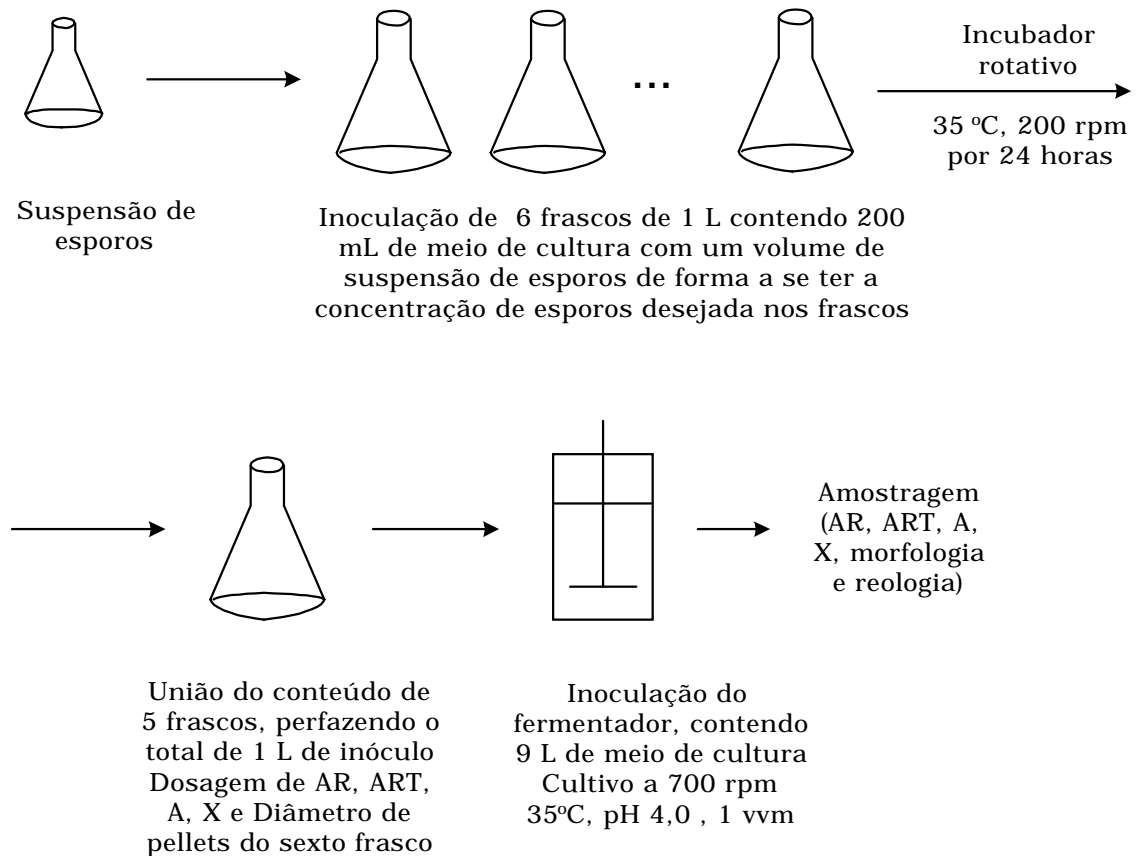 Suspensão de
esporos
...
Inoculação de 6 frascos de 1 L contendo 200
mL de meio de cultura com um volume de
suspensão de esporos de forma a se ter a
concentração de esporos desejada nos frascos
Incubador
rotativo
35 ºC, 200 rpm
por 24 horas
União do conteúdo de
5 frascos, perfazendo o
total de 1 L de inóculo
Dosagem de AR, ART,
A, X e Diâmetro de
pellets do sexto frasco
Inoculação do
fermentador, contendo
9 L de meio de cultura
Cultivo a 700 rpm
35ºC, pH 4,0 , 1 vvm
Amostragem
(AR, ART, A,
X, morfologia
e reologia)